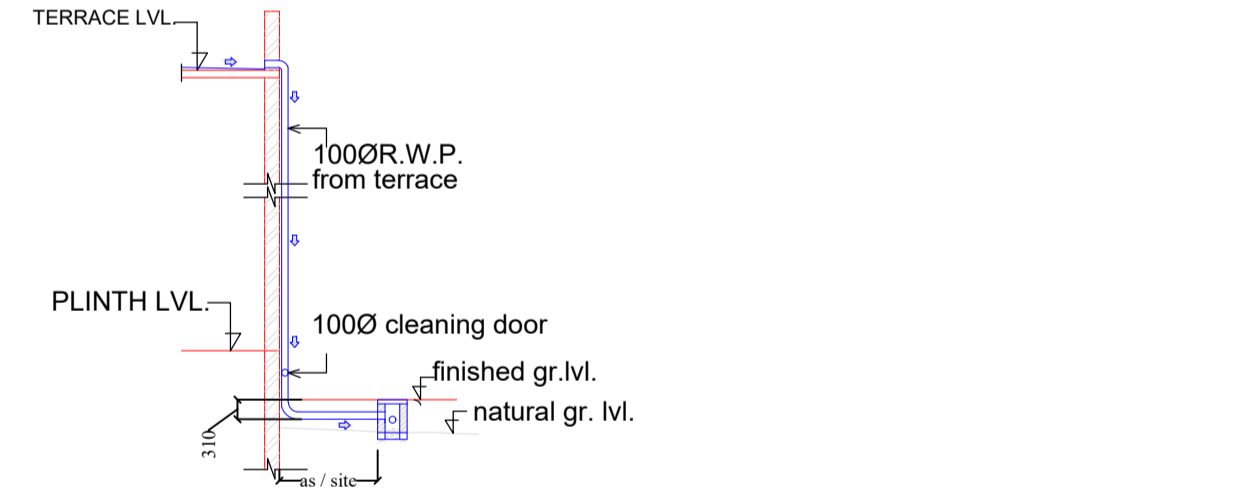 TERRACE LVL.
100ØR.W.P.
from terrace
PLINTH LVL.
100Ø cleaning door
finished gr.lvl.
natural gr. lvl.
310
as / site